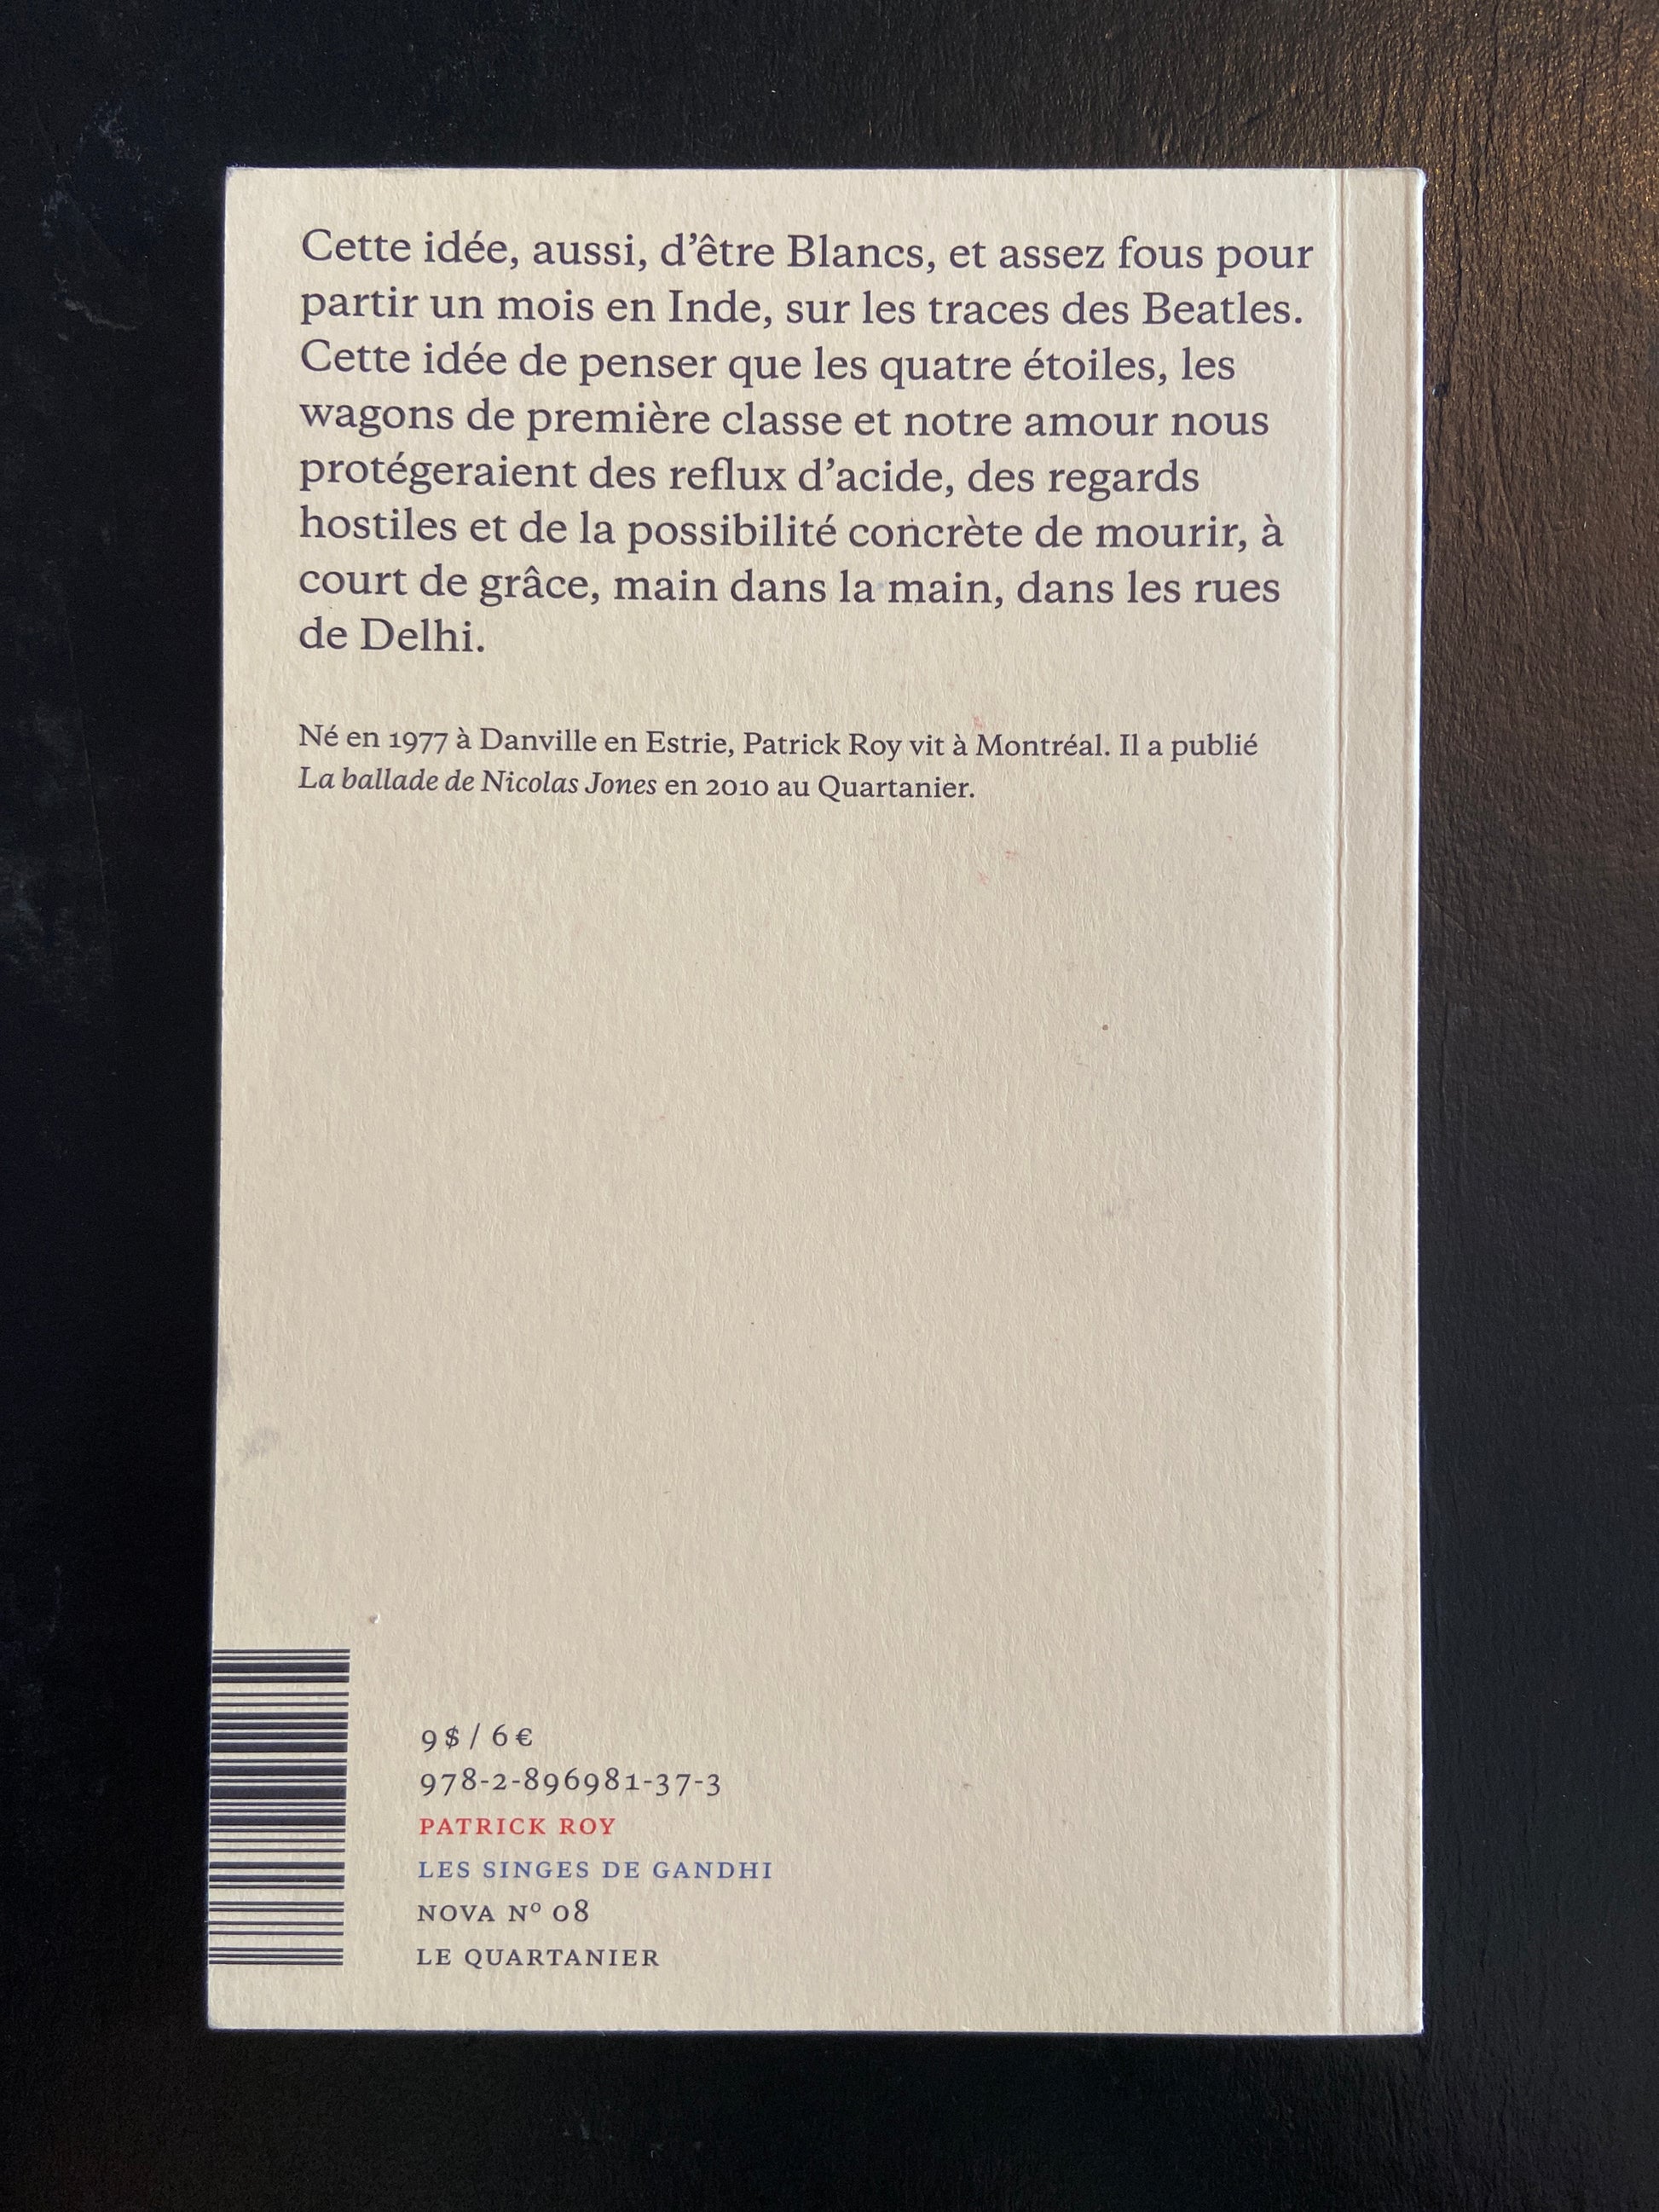 Cette idée, aussi, d’être Blancs, et assez fous pour
partir un mois en Inde, sur les traces des Beatles.
Cette idée de penser que les quatre étoiles, les
wagons de première classe et notre amour nous
protégeraient des reflux d’acide, des regards
hostiles et de la possibilité concrète de mourir, à
court de grâce, main dans la main, dans les rues
de Delhi.
Né en 1977 à Danville en Estrie, Patrick Roy vit à Montréal. Il a publié
La ballade de Nicolas Jones en 2010 au Quartanier.
9 $ / 6 €
978-2-896981-37-3
PATRICK ROY
LES SINGES DE GANDHI
NOVA Nº 08
LE QUARTANIER